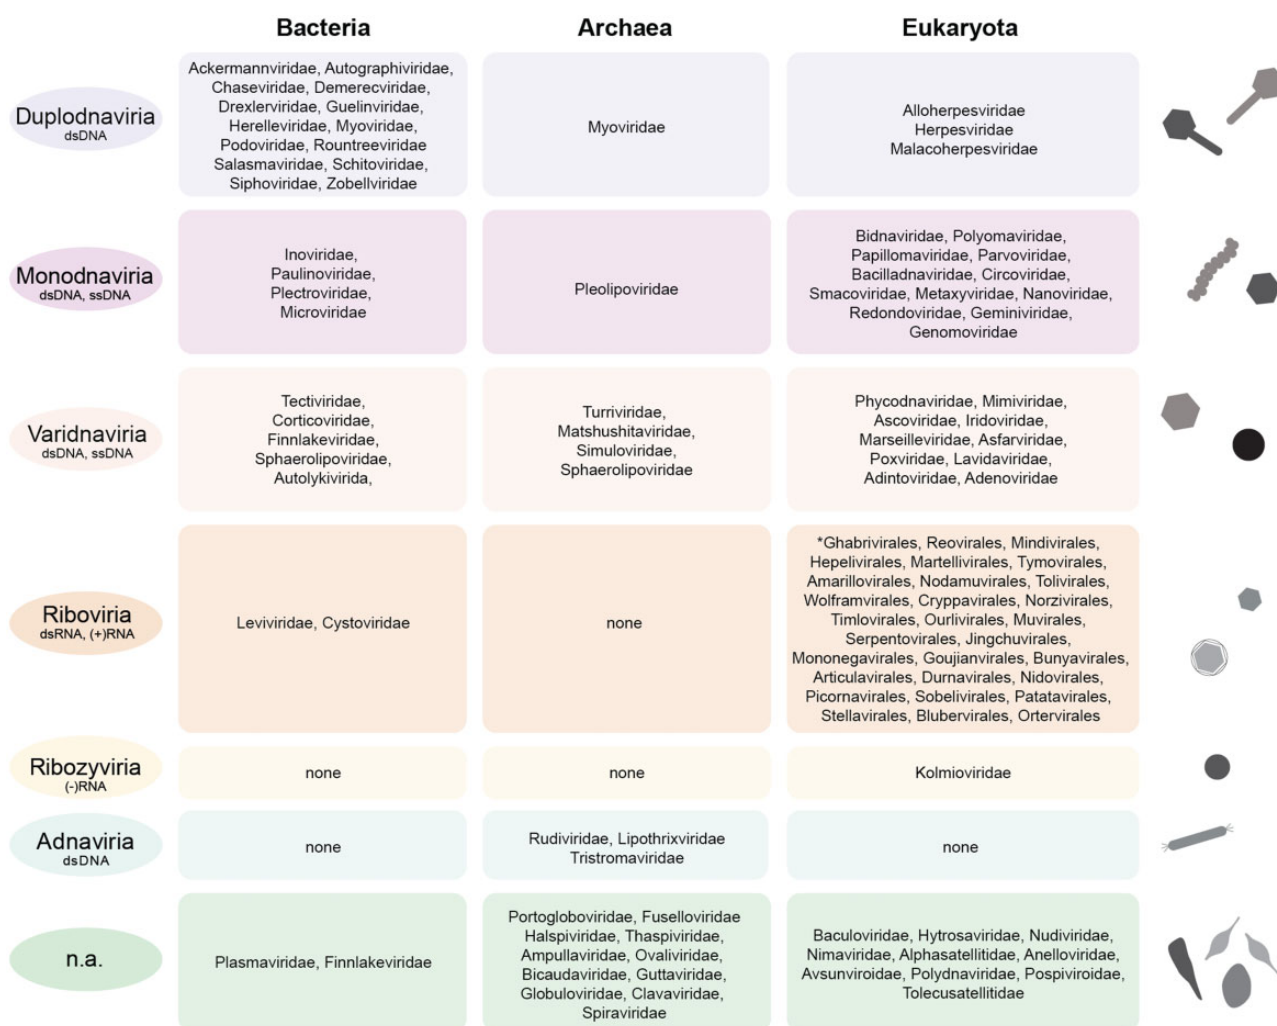 Bacteria
Archaea
Eukaryota
Duplodnaviria
dsDNA
Ackermannviridae, Autographiviridae,
Chaseviridae, Demerecviridae,
Drexlerviridae, Guelinviridae,
Herelleviridae, Myoviridae,
Podoviridae, Rountreeviridae
Salasmaviridae, Schitoviridae,
Siphoviridae, Zobellviridae
Myoviridae
Alloherpesviridae
Herpesviridae
Malacoherpesviridae
Monodnaviria
dsDNA, ssDNA
Inoviridae,
Paulinoviridae,
Plectroviridae,
Microviridae
Pleolipoviridae
Bidnaviridae, Polyomaviridae,
Papillomaviridae, Parvoviridae,
Bacilladnaviridae, Circoviridae,
Smacoviridae, Metaxyviridae, Nanoviridae,
Redondoviridae, Geminiviridae,
Genomoviridae
Varidnaviria
dsDNA, ssDNA
Tectiviridae,
Corticoviridae,
Finnlakeviridae,
Sphaerolipoviridae,
Autolykivirida,
Turriviridae,
Matshushitaviridae,
Simuloviridae,
Sphaerolipoviridae
Phycodnaviridae, Mimiviridae,
Ascoviridae, Iridoviridae,
Marseilleviridae, Asfarviridae,
Poxviridae, Lavidaviridae,
Adintoviridae, Adenoviridae
Riboviria
dsRNA, (+)RNA
Leviviridae, Cystoviridae
none
*Ghabrivirales, Reovirales, Mindivirales,
Hepelivirales, Martellivirales, Tymovirales,
Amarillovirales, Nodamuvirales, Tolivirales,
Wolframvirales, Cryppavirales, Norzivirales,
Timlovirales, Ourlivirales, Muvirales,
Serpentovirales, Jingchuvirales,
Mononegavirales, Goujianvirales, Bunyavirales,
Articulavirales, Durnavirales, Nidovirales,
Picornavirales, Sobelivirales, Patatavirales,
Stellavirales, Blubervirales, Ortervirales
Ribozyviria
(-)RNA
none
none
Kolmioviridae
Adnaviria
dsDNA
none
Rudiviridae, Lipothrixviridae
Tristromaviridae
none
n.a.
Plasmaviridae, Finnlakeviridae
Portogloboviridae, Fuselloviridae
Halspiviridae, Thaspiviridae,
Ampullaviridae, Ovaliviridae,
Bicaudaviridae, Guttaviridae,
Globuloviridae, Clavaviridae,
Spiraviridae
Baculoviridae, Hytrosaviridae, Nudiviridae,
Nimaviridae, Alphasatellitidae, Anelloviridae,
Avsunviroidae, Polydnaviridae, Pospiviroidae,
Tolecusatellitidae